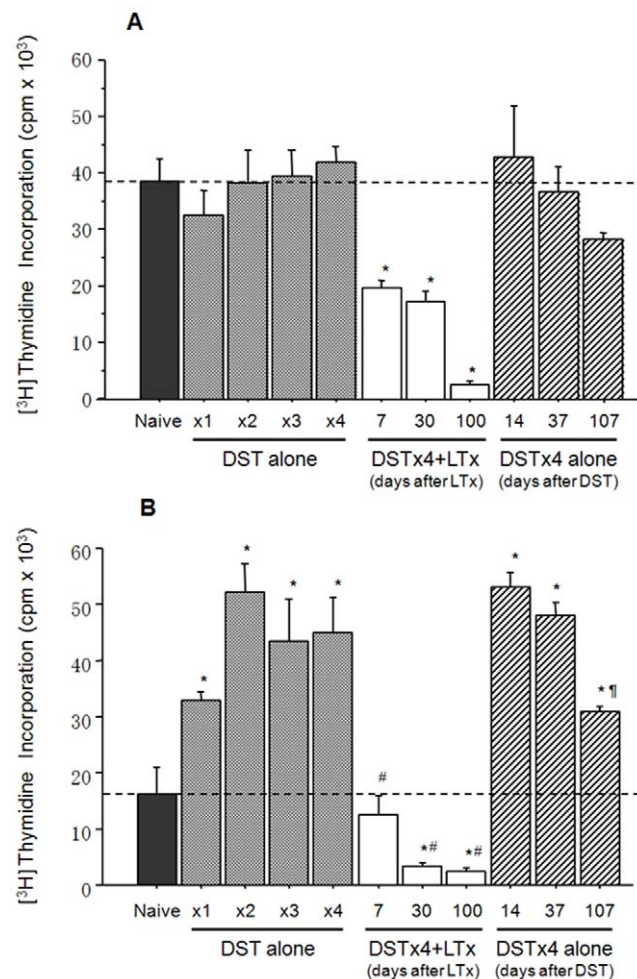 A
[³H] Thymidine Incorporation (cpm x 10³)
60
50
40
30
20
10
0
* * *
Naive x1 x2 x3 x4 7 30 100 14 37 107
DST alone DSTx4+LTx DSTx4 alone
(days after LTx) (days after DST)
B
[³H] Thymidine Incorporation (cpm x 10³)
60
50
40
30
20
10
0
* * * * # *# *# * * *¶
Naive x1 x2 x3 x4 7 30 100 14 37 107
DST alone DSTx4+LTx DSTx4 alone
(days after LTx) (days after DST)